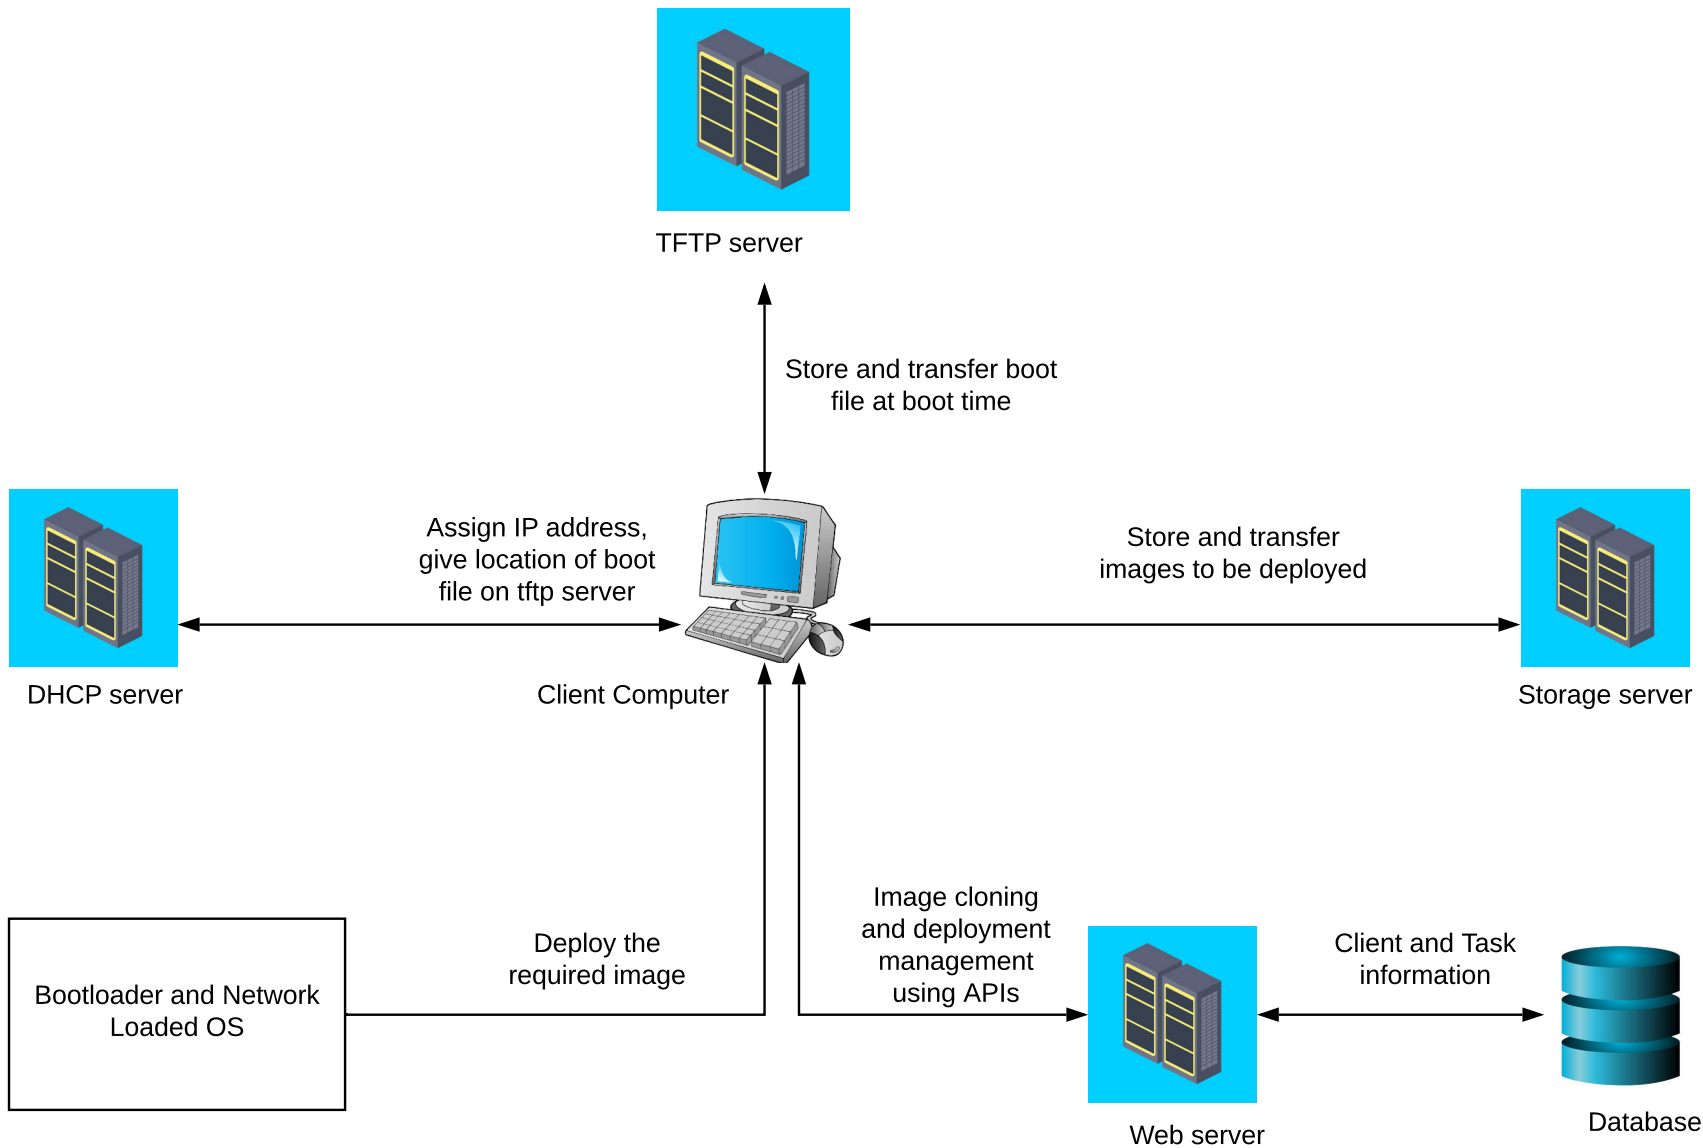 TFTP server
Store and transfer boot
file at boot time
Assign IP address,
give location of boot
file on tftp server
Store and transfer
images to be deployed
DHCP server
Client Computer
Storage server
Bootloader and Network
Loaded OS
Deploy the
required image
Image cloning
and deployment
management
using APIs
Client and Task
information
Web server
Database